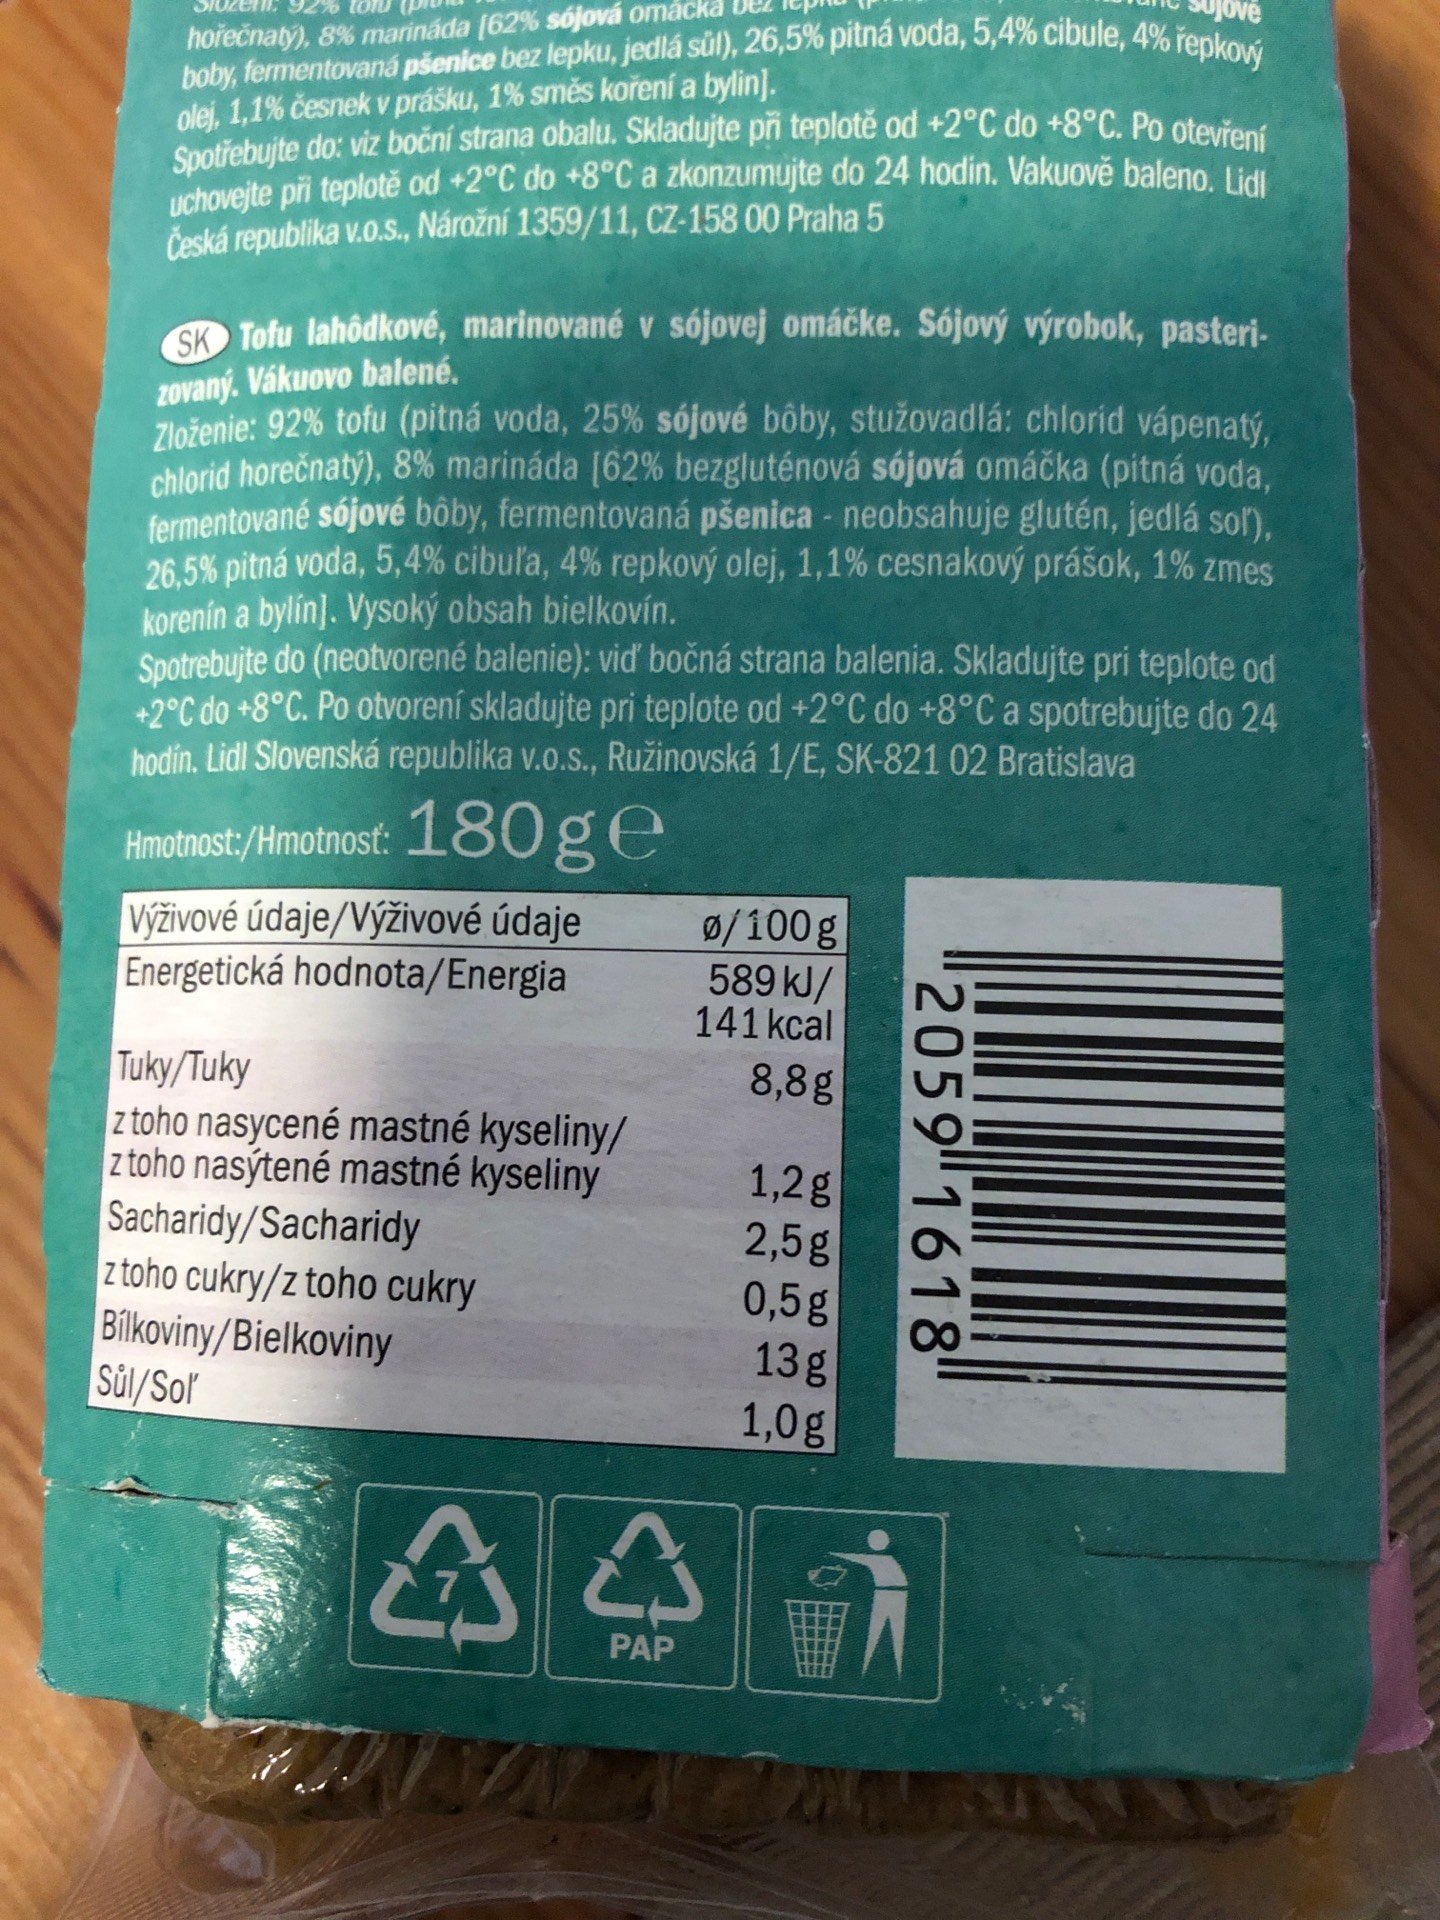 Složení: 92% tofu
sójové
hořečnatý), 8% marináda [62% sójová omáčka bez
boby, fermentovaná pšenice bez lepku, jedlá sůl), 26,5% pitná voda, 5,4% cibule, 4% řepkový
olej, 1,1% česnek v prášku, 1% směs koření a bylin].
Spotřebujte do: viz boční strana obalu. Skladujte při teplotě od +2°C do +8°C. Po otevření
uchovejte při teplotě od +2°C do +8°C a zkonzumujte do 24 hodin. Vakuově baleno. Lidl
Česká republika v.o.s., Nárožní 1359/11, CZ-158 00 Praha 5
SK Tofu lahôdkové, marinované v sójovej omáčke. Sójový výrobok, pasteri-
zovaný. Vákuovo balené.
Zloženie: 92% tofu (pitná voda, 25% sójové bôby, stužovadlá: chlorid vápenatý,
chlorid horečnatý), 8% marináda [62% bezgluténová sójová omáčka (pitná voda,
fermentované sójové bôby, fermentovaná pšenica - neobsahuje glutén, jedlá soľ),
26,5% pitná voda, 5,4% cibuľa, 4% repkový olej, 1,1% cesnakový prášok, 1% zmes
korenín a bylín]. Vysoký obsah bielkovín.
Spotrebujte do (neotvorené balenie): viď bočná strana balenia. Skladujte pri teplote od
+2°C do +8°C. Po otvorení skladujte pri teplote od +2°C do +8°C a spotrebujte do 24
hodín. Lidl Slovenská republika v.o.s., Ružinovská 1/E, SK-821 02 Bratislava
Hmotnost:/Hmotnosť: 180g℮
Výživové údaje/Výživové údaje ø/100g
Energetická hodnota/Energia 589 kJ/
141 kcal
Tuky/Tuky 8,8g
z toho nasycené mastné kyseliny/
z toho nasýtené mastné kyseliny 1,2g
Sacharidy/Sacharidy 2,5g
z toho cukry/z toho cukry 0,5g
Bílkoviny/Bielkoviny 13g
Sůl/Soľ 1,0g
20591618
7
PAP